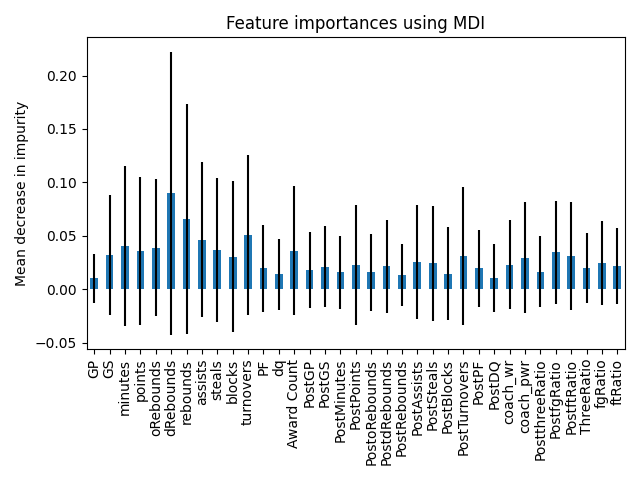 Feature importances using MDI
Mean decrease in impurity
0.20
0.15
0.10
0.05
0.00
−0.05
GP
GS
minutes
points
oRebounds
dRebounds
rebounds
assists
steals
blocks
turnovers
PF
dq
Award Count
PostGP
PostGS
PostMinutes
PostPoints
PostoRebounds
PostdRebounds
PostRebounds
PostAssists
PostSteals
PostBlocks
PostTurnovers
PostPF
PostDQ
coach_wr
coach_pwr
PostthreeRatio
PostfgRatio
PostftRatio
ThreeRatio
fgRatio
ftRatio